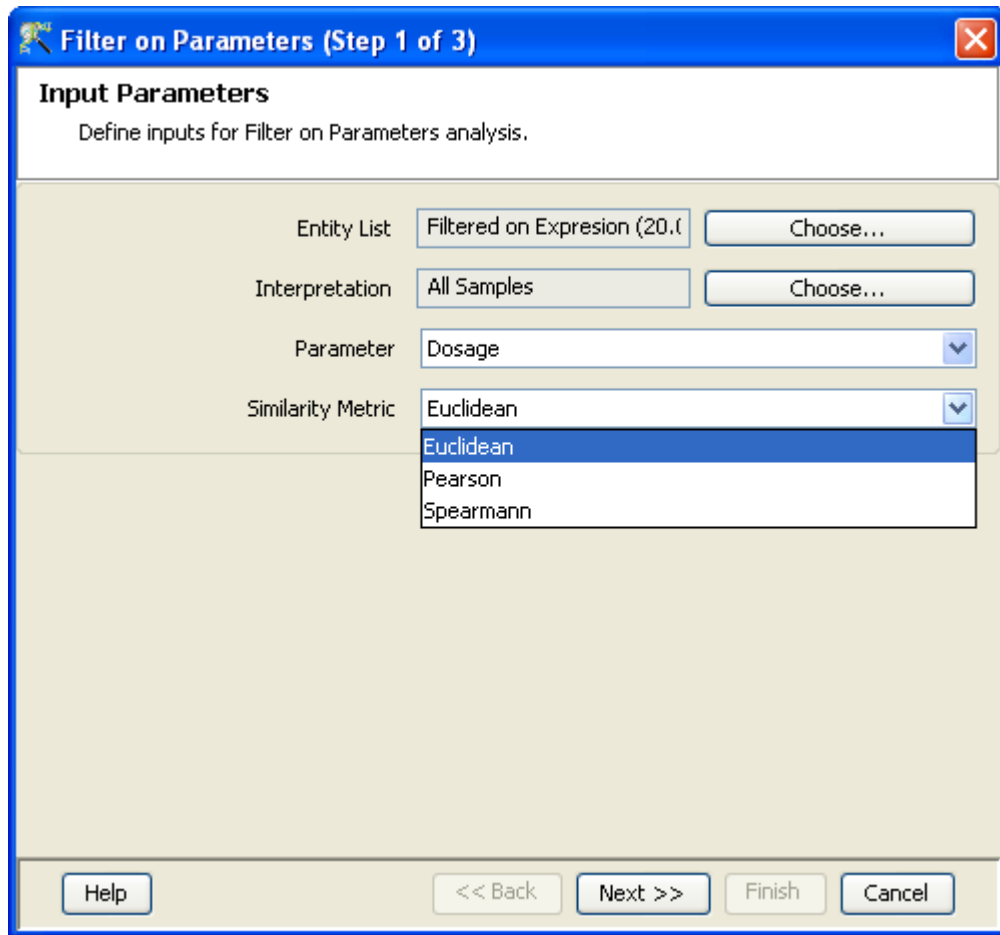 Filter on Parameters (Step 1 of 3)
Input Parameters
Define inputs for Filter on Parameters analysis.
Entity List Filtered on Expresion (20.( Choose...
Interpretation All Samples Choose...
Parameter Dosage
Similarity Metric Euclidean
Euclidean
Pearson
Spearmann
Help << Back Next >> Finish Cancel